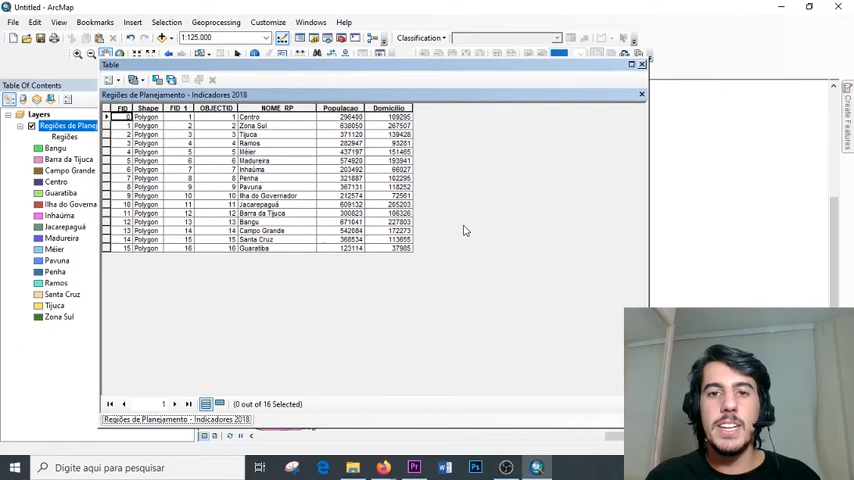 Untitled - ArcMap
File Edit View Bookmarks Insert Selection Geoprocessing Customize Windows Help
1:125.000
Classification
Table
Table Of Contents
Layers
Regiões de Planej
Regiões
Bangu
Barra da Tijuca
Campo Grande
Centro
Guaratiba
Ilha do Governa
Inhaúma
Jacarepaguá
Madureira
Méier
Pavuna
Penha
Ramos
Santa Cruz
Tijuca
Zona Sul
Regiões de Planejamento - Indicadores 2018
FID Shape FID_1 OBJECTID NOME_RP Populacao Domicilio
0 Polygon 1 1 Centro 296400 109295
1 Polygon 2 2 Zona Sul 638050 267507
2 Polygon 3 3 Tijuca 371120 139428
3 Polygon 4 4 Ramos 282947 93281
4 Polygon 5 5 Méier 437197 151465
5 Polygon 6 6 Madureira 574920 193941
6 Polygon 7 7 Inhaúma 203492 66027
7 Polygon 8 8 Penha 321887 102295
8 Polygon 9 9 Pavuna 367131 118252
9 Polygon 10 10 Ilha do Governador 212574 72561
10 Polygon 11 11 Jacarepaguá 609132 205203
11 Polygon 12 12 Barra da Tijuca 300823 106326
12 Polygon 13 13 Bangu 671041 227803
13 Polygon 14 14 Campo Grande 542084 172273
14 Polygon 15 15 Santa Cruz 368534 113655
15 Polygon 16 16 Guaratiba 123114 37985
1
(0 out of 16 Selected)
Regiões de Planejamento - Indicadores 2018
Create Features
Digite aqui para pesquisar